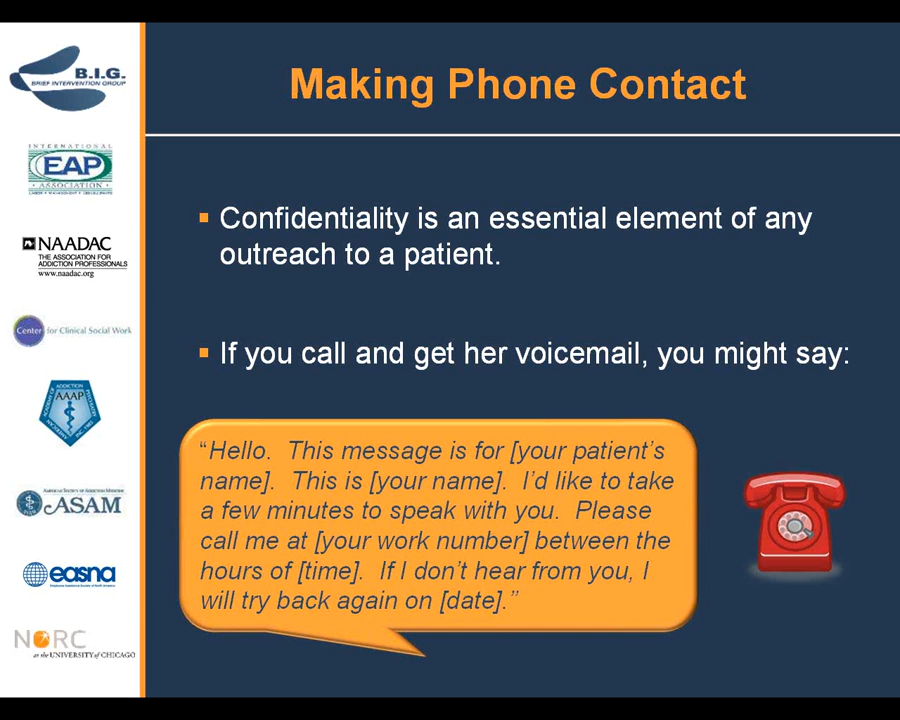 B.I.G.
BRIEF INTERVENTION GROUP
INTERNATIONAL
EAP
ASSOCIATION
NAADAC
THE ASSOCIATION FOR
ADDICTION PROFESSIONALS
www.naadac.org
Center for Clinical Social Work
AAAP
AMERICAN SOCIETY OF ADDICTION MEDICINE
ASAM
easna
NORC
at the UNIVERSITY of CHICAGO
Making Phone Contact
▪ Confidentiality is an essential element of any
outreach to a patient.
▪ If you call and get her voicemail, you might say:
“Hello.  This message is for [your patient’s
name].  This is [your name].  I’d like to take
a few minutes to speak with you.  Please
call me at [your work number] between the
hours of [time].  If I don’t hear from you, I
will try back again on [date].”